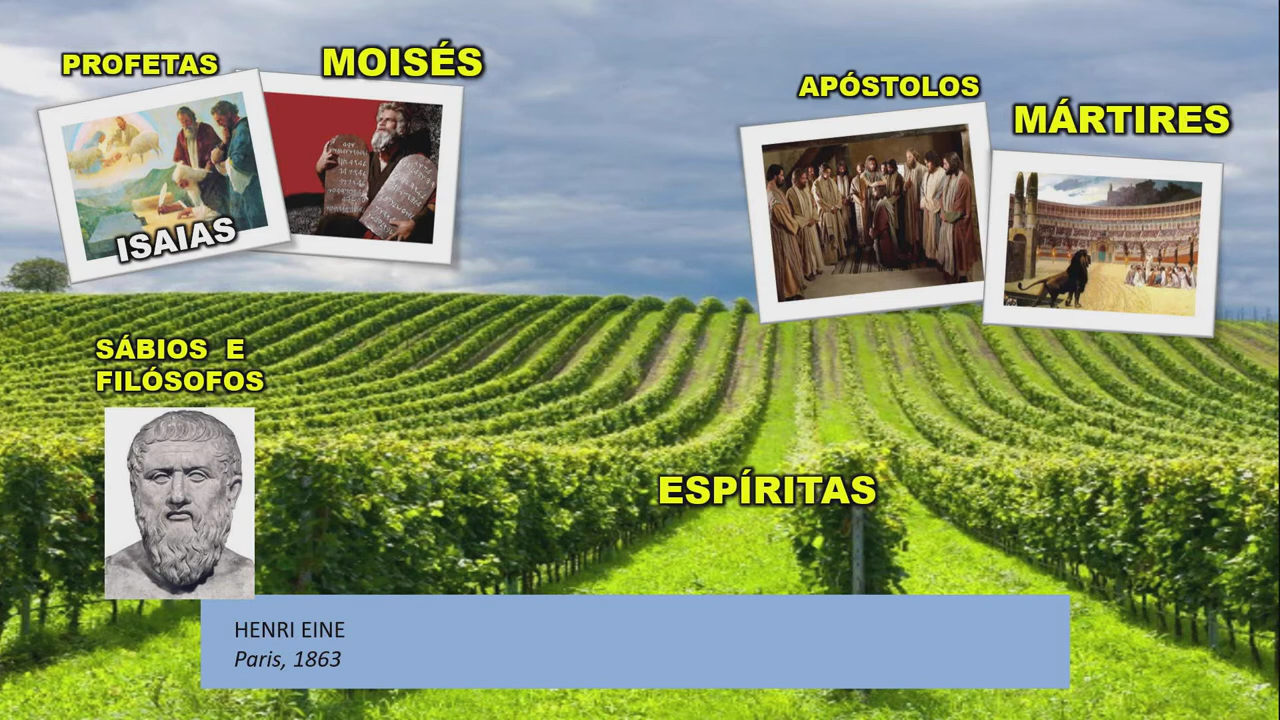 PROFETAS
MOISÉS
ISAIAS
APÓSTOLOS
MÁRTIRES
SÁBIOS E
FILÓSOFOS
ESPÍRITAS
HENRI EINE
Paris, 1863